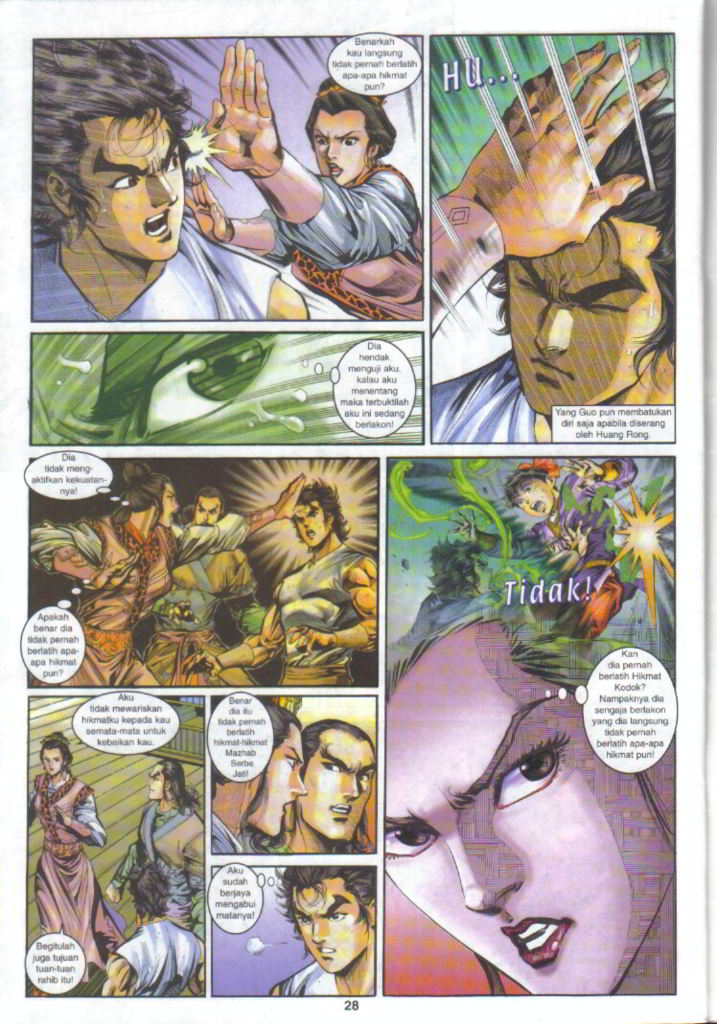 Benarkah
kau langsung
tidak pernah berlatih
apa-apa hikmat
pun?
HU...
Yang Guo pun membatukan
diri saja apabila diserang
oleh Huang Rong.
Dia
hendak
menguji aku.
kalau aku
menentang
maka terbuktilah
aku ini sedang
berlakon!
Dia
tidak meng-
aktifkan kekuatan-
nya!
Apakah
benar dia
tidak pernah
berlatih apa-
apa hikmat
pun?
Tidak!
Kan
dia pernah
berlatih Hikmat
Kodok?
Nampaknya dia
sengaja berlakon
yang dia langsung
tidak pernah
berlatih apa-apa
hikmat pun!
Aku
tidak mewariskan
hikmatku kepada kau
semata-mata untuk
kebaikan kau.
Begitulah
juga tujuan
tuan-tuan
rahib itu!
Benar
dia itu
tidak pernah
berlatih
hikmat-hikmat
Mazhab
Serba
Jati!
Aku
sudah
berjaya
mengabui
matanya!
28